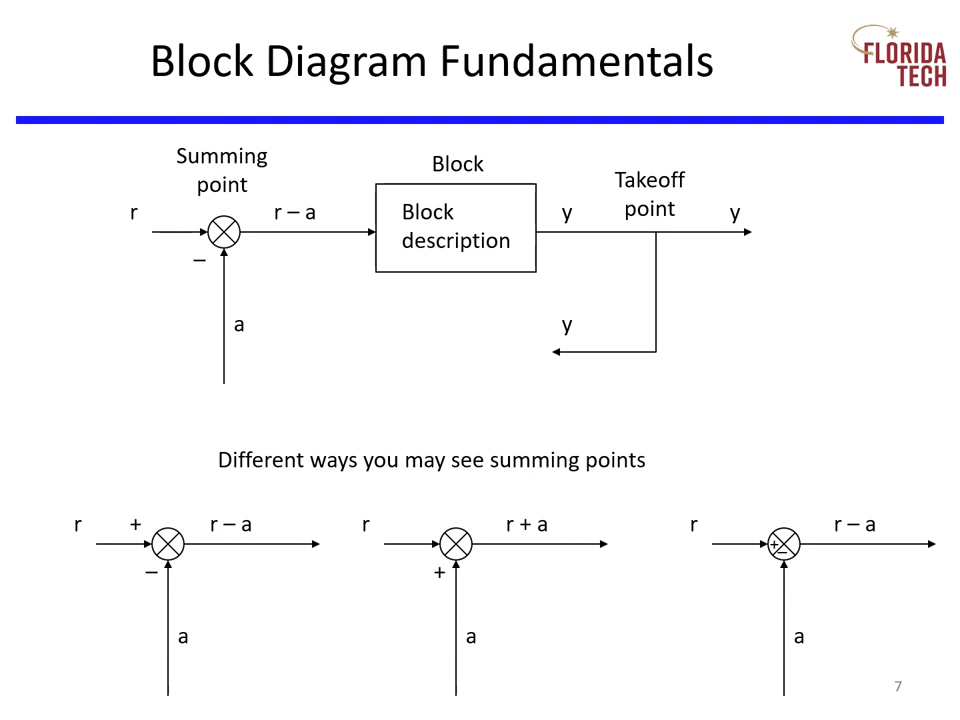 Block Diagram Fundamentals
FLORIDA
TECH
Summing
point
Block
Takeoff
point
r
r – a
Block
description
y
y
–
a
y
Different ways you may see summing points
r
+
r – a
r
r + a
r
r – a
+
–
–
+
a
a
a
7